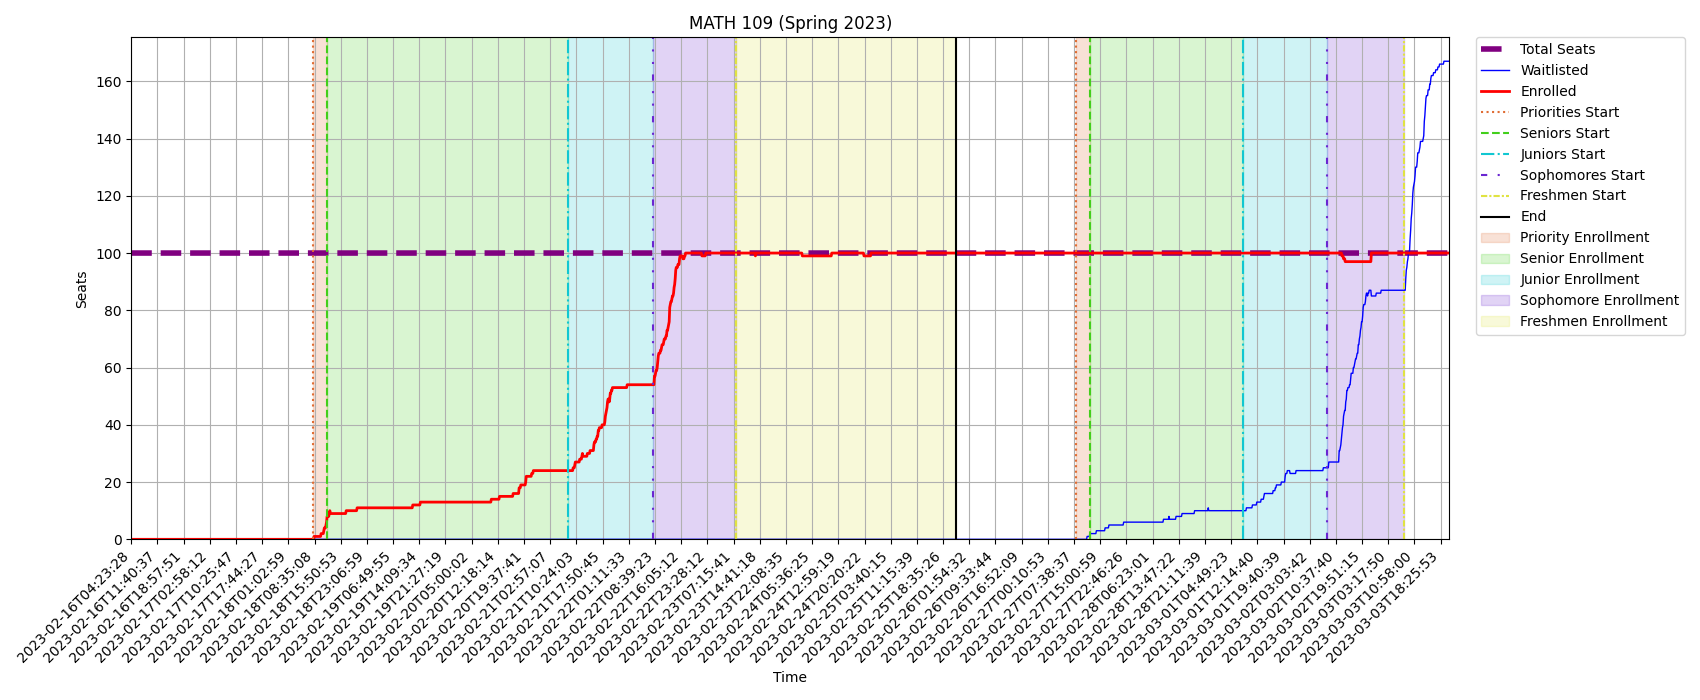 MATH 109 (Spring 2023)
Seats
160
140
120
100
80
60
40
20
0
2023-02-16T04:23:28
2023-02-16T11:40:37
2023-02-16T18:57:51
2023-02-17T02:58:12
2023-02-17T10:25:47
2023-02-17T17:44:27
2023-02-18T01:02:59
2023-02-18T08:35:08
2023-02-18T15:50:53
2023-02-18T23:06:59
2023-02-19T06:49:55
2023-02-19T14:09:34
2023-02-19T21:27:19
2023-02-20T05:00:02
2023-02-20T12:18:14
2023-02-20T19:37:41
2023-02-21T02:57:07
2023-02-21T10:24:03
2023-02-21T17:50:45
2023-02-22T01:11:33
2023-02-22T08:39:23
2023-02-22T16:05:12
2023-02-22T23:28:12
2023-02-23T07:15:41
2023-02-23T14:41:18
2023-02-23T22:08:35
2023-02-24T05:36:25
2023-02-24T12:59:19
2023-02-24T20:20:22
2023-02-25T03:40:15
2023-02-25T11:15:39
2023-02-25T18:35:26
2023-02-26T01:54:32
2023-02-26T09:33:44
2023-02-26T16:52:09
2023-02-27T00:10:53
2023-02-27T07:38:37
2023-02-27T15:00:59
2023-02-27T22:46:26
2023-02-28T06:23:01
2023-02-28T13:47:22
2023-02-28T21:11:39
2023-03-01T04:49:23
2023-03-01T12:14:40
2023-03-01T19:40:39
2023-03-02T03:03:42
2023-03-02T10:37:40
2023-03-02T19:51:15
2023-03-03T03:17:50
2023-03-03T10:58:00
2023-03-03T18:25:53
Time
Total Seats
Waitlisted
Enrolled
Priorities Start
Seniors Start
Juniors Start
Sophomores Start
Freshmen Start
End
Priority Enrollment
Senior Enrollment
Junior Enrollment
Sophomore Enrollment
Freshmen Enrollment